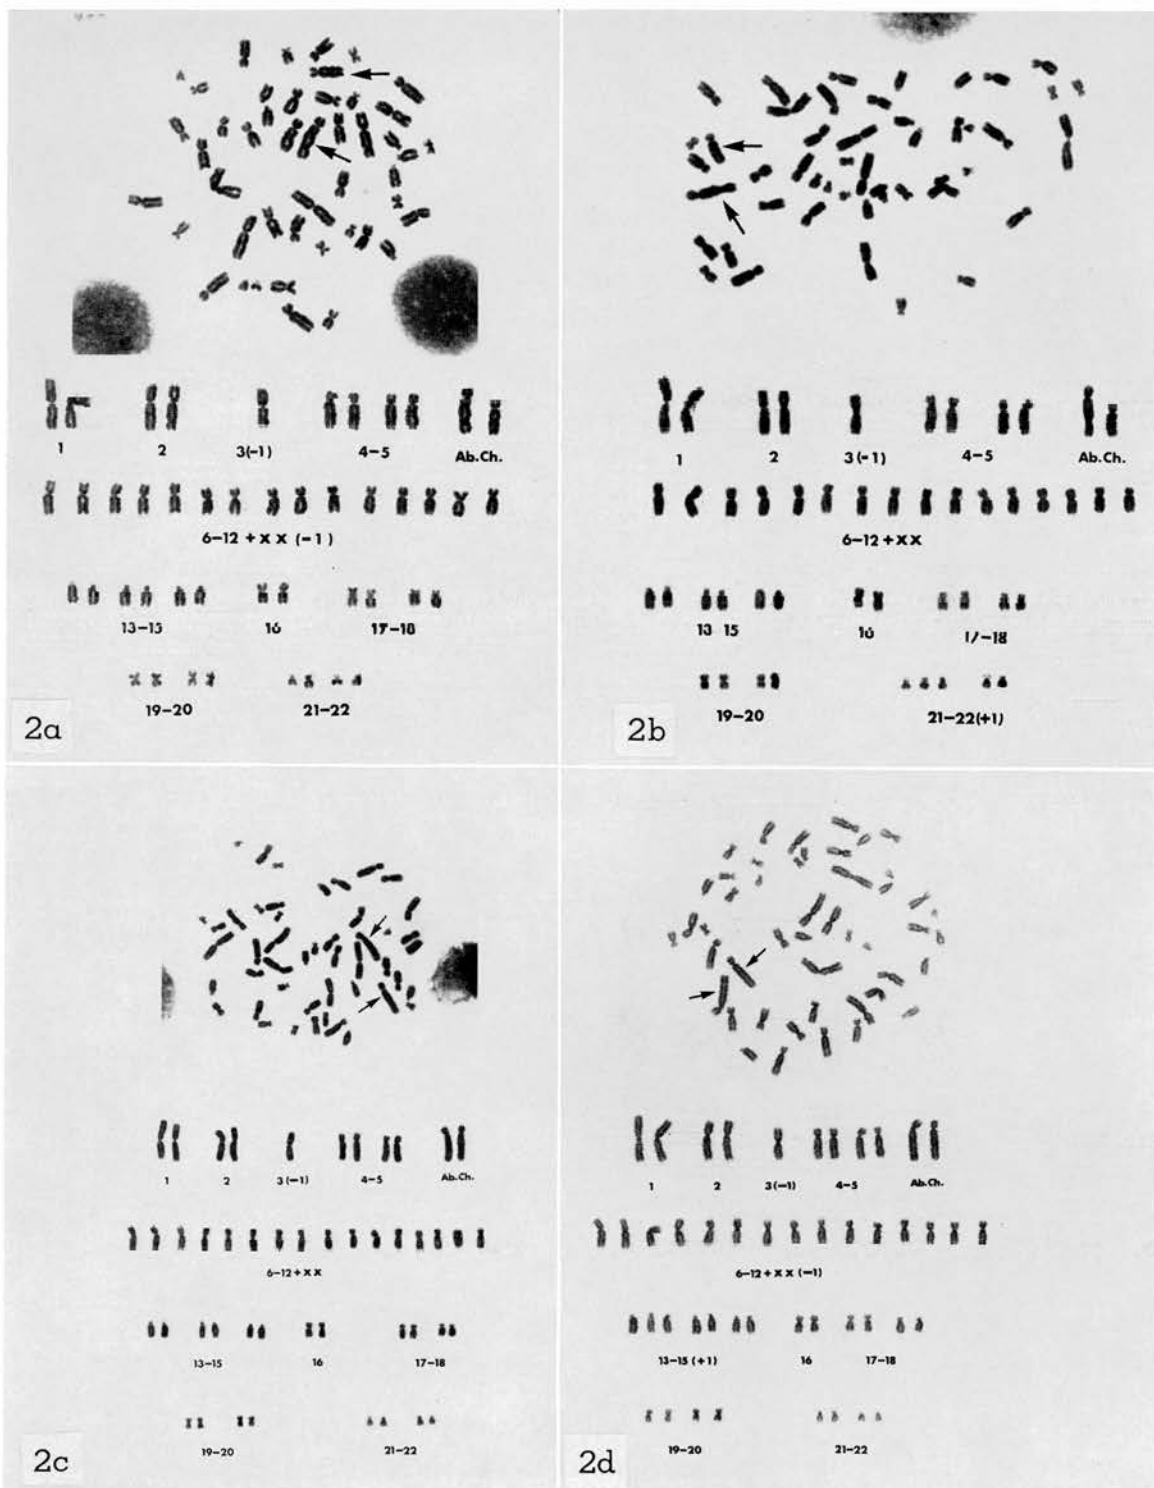 1 2 3(-1) 4-5 Ab.Ch.
6-12 +XX (-1)
13-15 16 17-18
19-20 21-22
2a
1 2 3(-1) 4-5 Ab.Ch.
6-12 +XX
13 15 16 17-18
19-20 21-22(+1)
2b
1 2 3(-1) 4-5 Ab.Ch.
6-12+XX
13-15 16 17-18
19-20 21-22
2c
1 2 3(-1) 4-5 Ab.Ch.
6-12+XX (-1)
13-15 (+1) 16 17-18
19-20 21-22
2d